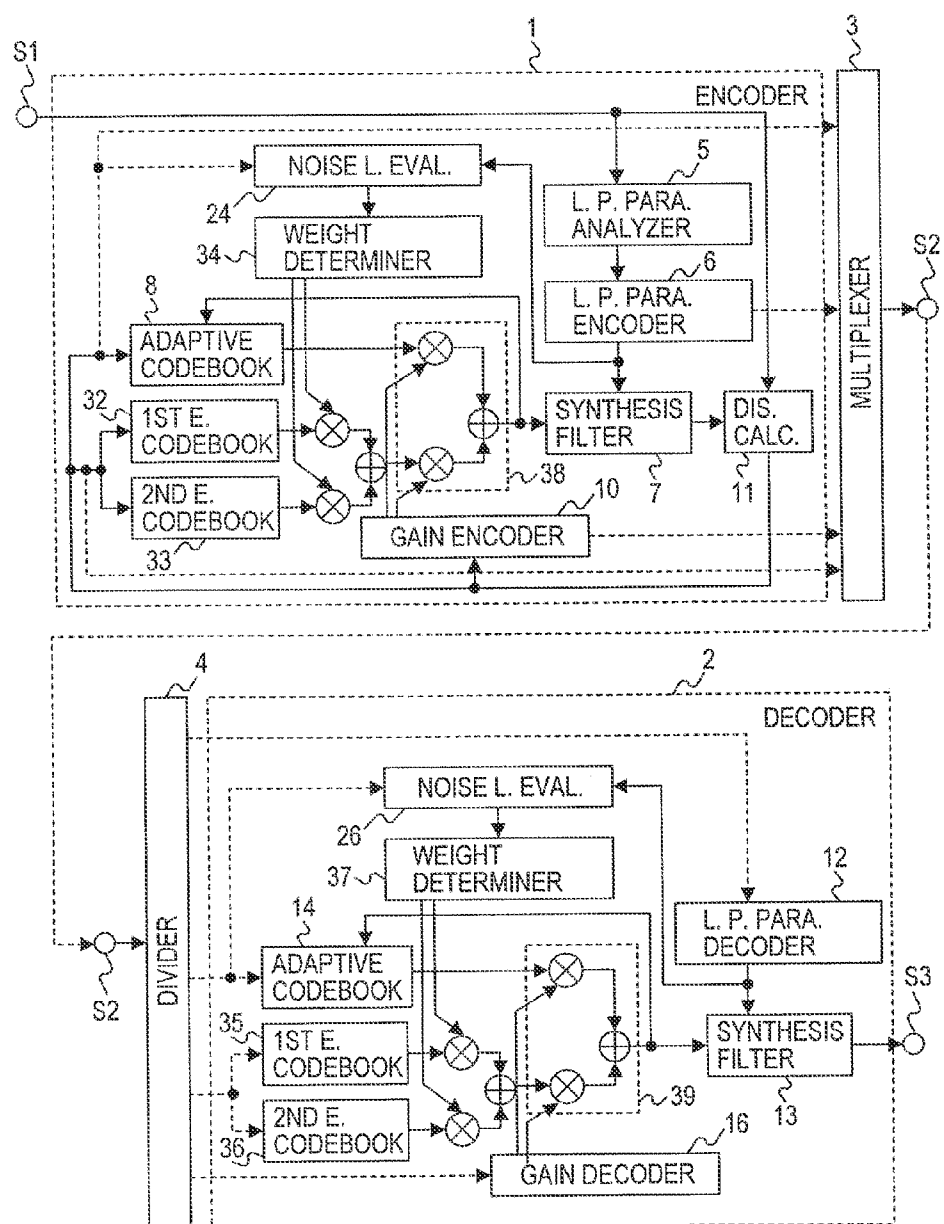 1
3
S1
ENCODER
5
NOISE L. EVAL.
24
L. P. PARA.
ANALYZER
S2
34
WEIGHT
DETERMINER
6
8
L. P. PARA.
ENCODER
MULTIPLEXER
ADAPTIVE
CODEBOOK
32
1ST E.
CODEBOOK
SYNTHESIS
FILTER
DIS.
CALC.
38
7
11
2ND E.
CODEBOOK
10
33
GAIN ENCODER
4
2
DECODER
NOISE L. EVAL.
26
12
37
WEIGHT
DETERMINER
14
L. P. PARA.
DECODER
S2
DIVIDER
ADAPTIVE
CODEBOOK
S3
35
1ST E.
CODEBOOK
SYNTHESIS
FILTER
39
13
36
2ND E.
CODEBOOK
16
GAIN DECODER